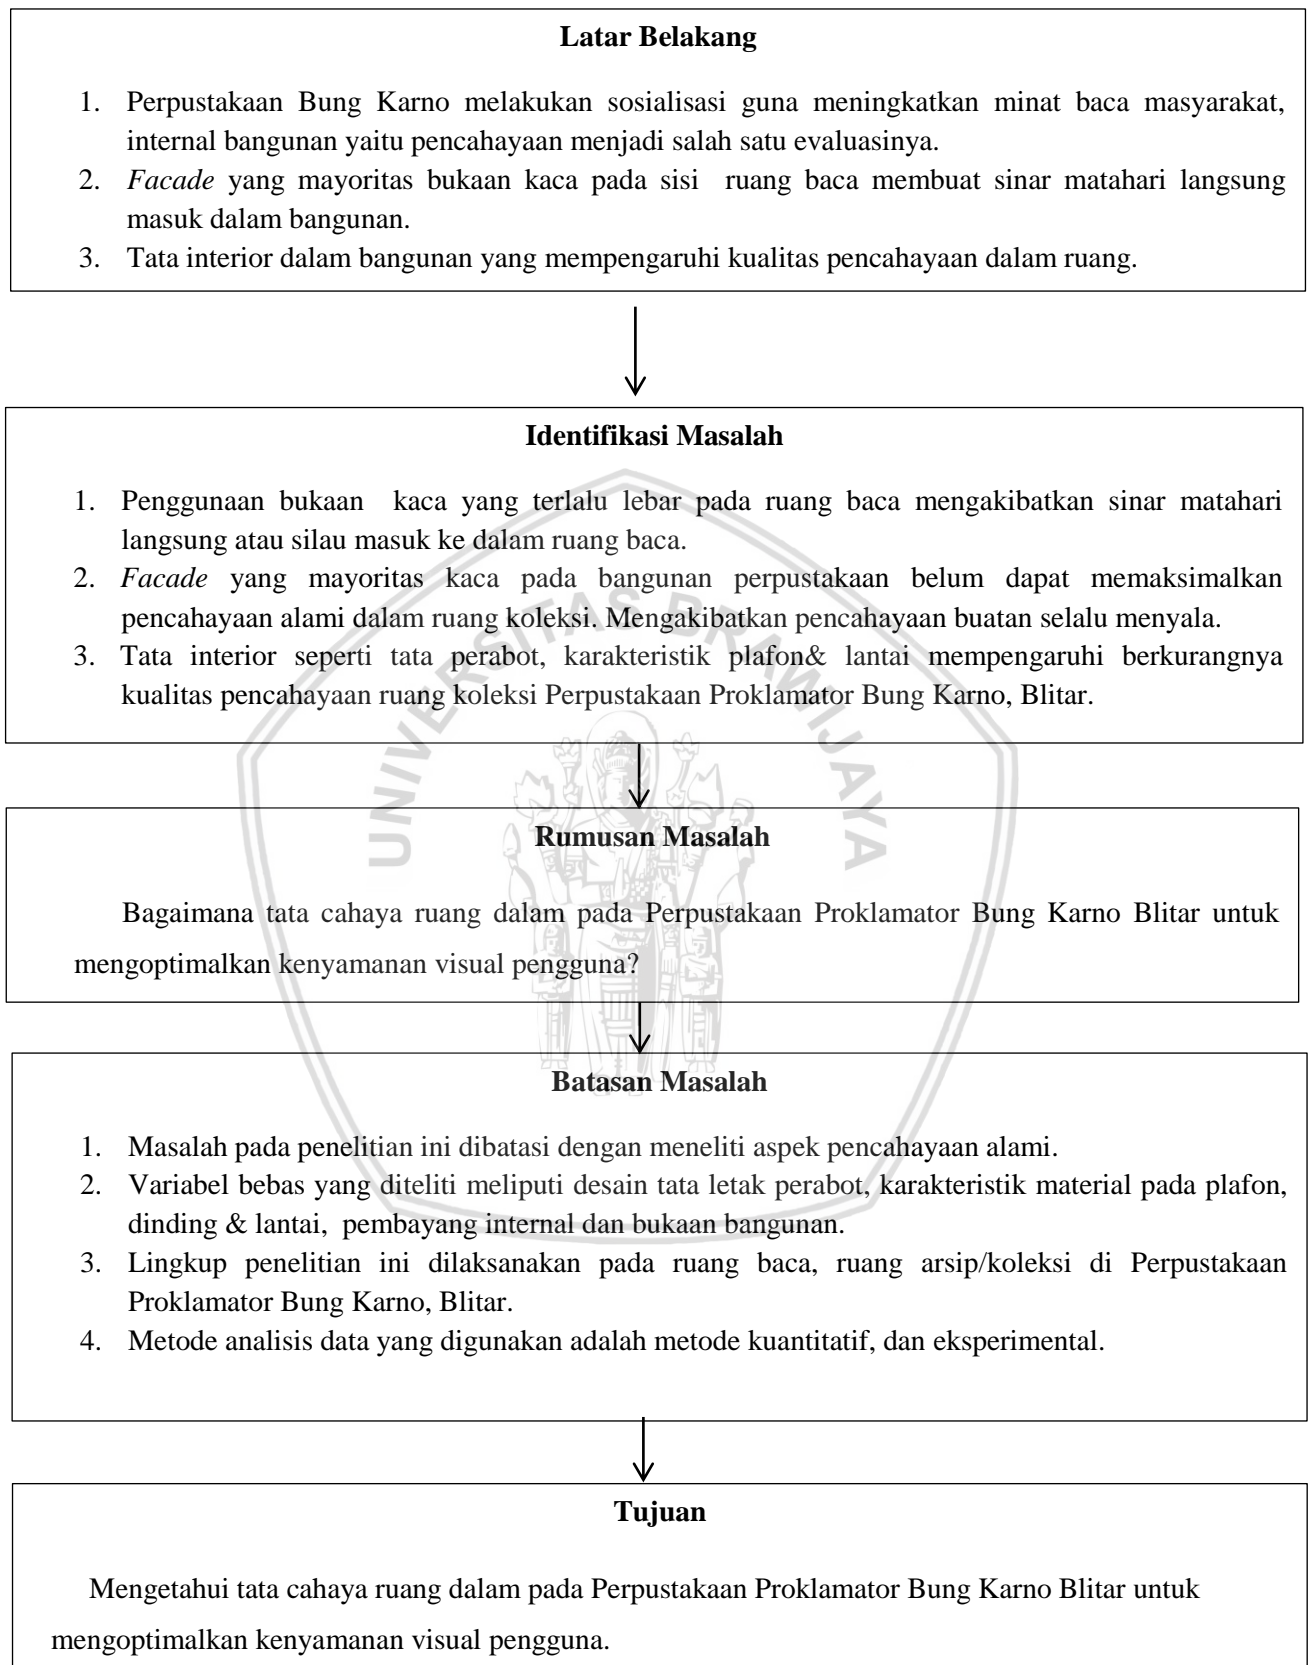 Latar Belakang
1. Perpustakaan Bung Karno melakukan sosialisasi guna meningkatkan minat baca masyarakat,
internal bangunan yaitu pencahayaan menjadi salah satu evaluasinya.
2. Facade yang mayoritas bukaan kaca pada sisi ruang baca membuat sinar matahari langsung
masuk dalam bangunan.
3. Tata interior dalam bangunan yang mempengaruhi kualitas pencahayaan dalam ruang.
Identifikasi Masalah
1. Penggunaan bukaan kaca yang terlalu lebar pada ruang baca mengakibatkan sinar matahari
langsung atau silau masuk ke dalam ruang baca.
2. Facade yang mayoritas kaca pada bangunan perpustakaan belum dapat memaksimalkan
pencahayaan alami dalam ruang koleksi. Mengakibatkan pencahayaan buatan selalu menyala.
3. Tata interior seperti tata perabot, karakteristik plafon& lantai mempengaruhi berkurangnya
kualitas pencahayaan ruang koleksi Perpustakaan Proklamator Bung Karno, Blitar.
UNIVERSITAS BRAWIJAYA
Rumusan Masalah
Bagaimana tata cahaya ruang dalam pada Perpustakaan Proklamator Bung Karno Blitar untuk
mengoptimalkan kenyamanan visual pengguna?
Batasan Masalah
1. Masalah pada penelitian ini dibatasi dengan meneliti aspek pencahayaan alami.
2. Variabel bebas yang diteliti meliputi desain tata letak perabot, karakteristik material pada plafon,
dinding & lantai, pembayang internal dan bukaan bangunan.
3. Lingkup penelitian ini dilaksanakan pada ruang baca, ruang arsip/koleksi di Perpustakaan
Proklamator Bung Karno, Blitar.
4. Metode analisis data yang digunakan adalah metode kuantitatif, dan eksperimental.
Tujuan
Mengetahui tata cahaya ruang dalam pada Perpustakaan Proklamator Bung Karno Blitar untuk
mengoptimalkan kenyamanan visual pengguna.